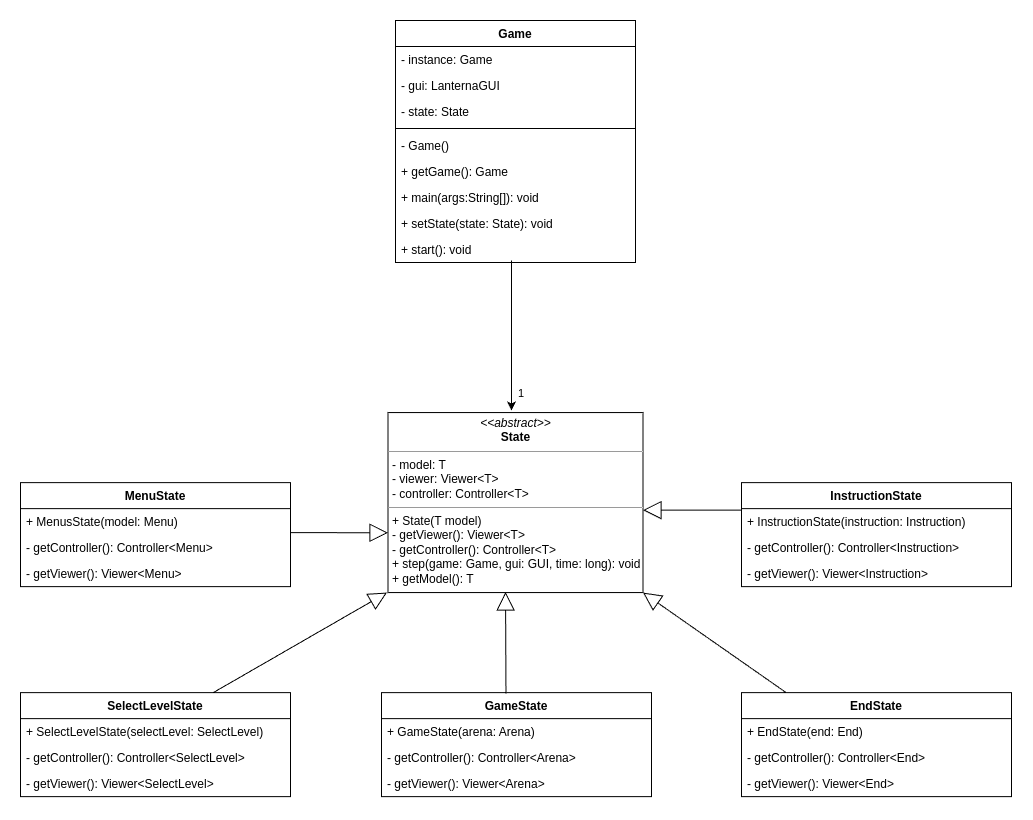 Game
- instance: Game
- gui: LanternaGUI
- state: State
- Game()
+ getGame(): Game
+ main(args:String[]): void
+ setState(state: State): void
+ start(): void
1
<<abstract>>
State
- model: T
- viewer: Viewer<T>
- controller: Controller<T>
+ State(T model)
- getViewer(): Viewer<T>
- getController(): Controller<T>
+ step(game: Game, gui: GUI, time: long): void
+ getModel(): T
MenuState
+ MenusState(model: Menu)
- getController(): Controller<Menu>
- getViewer(): Viewer<Menu>
InstructionState
+ InstructionState(instruction: Instruction)
- getController(): Controller<Instruction>
- getViewer(): Viewer<Instruction>
SelectLevelState
+ SelectLevelState(selectLevel: SelectLevel)
- getController(): Controller<SelectLevel>
- getViewer(): Viewer<SelectLevel>
GameState
+ GameState(arena: Arena)
- getController(): Controller<Arena>
- getViewer(): Viewer<Arena>
EndState
+ EndState(end: End)
- getController(): Controller<End>
- getViewer(): Viewer<End>